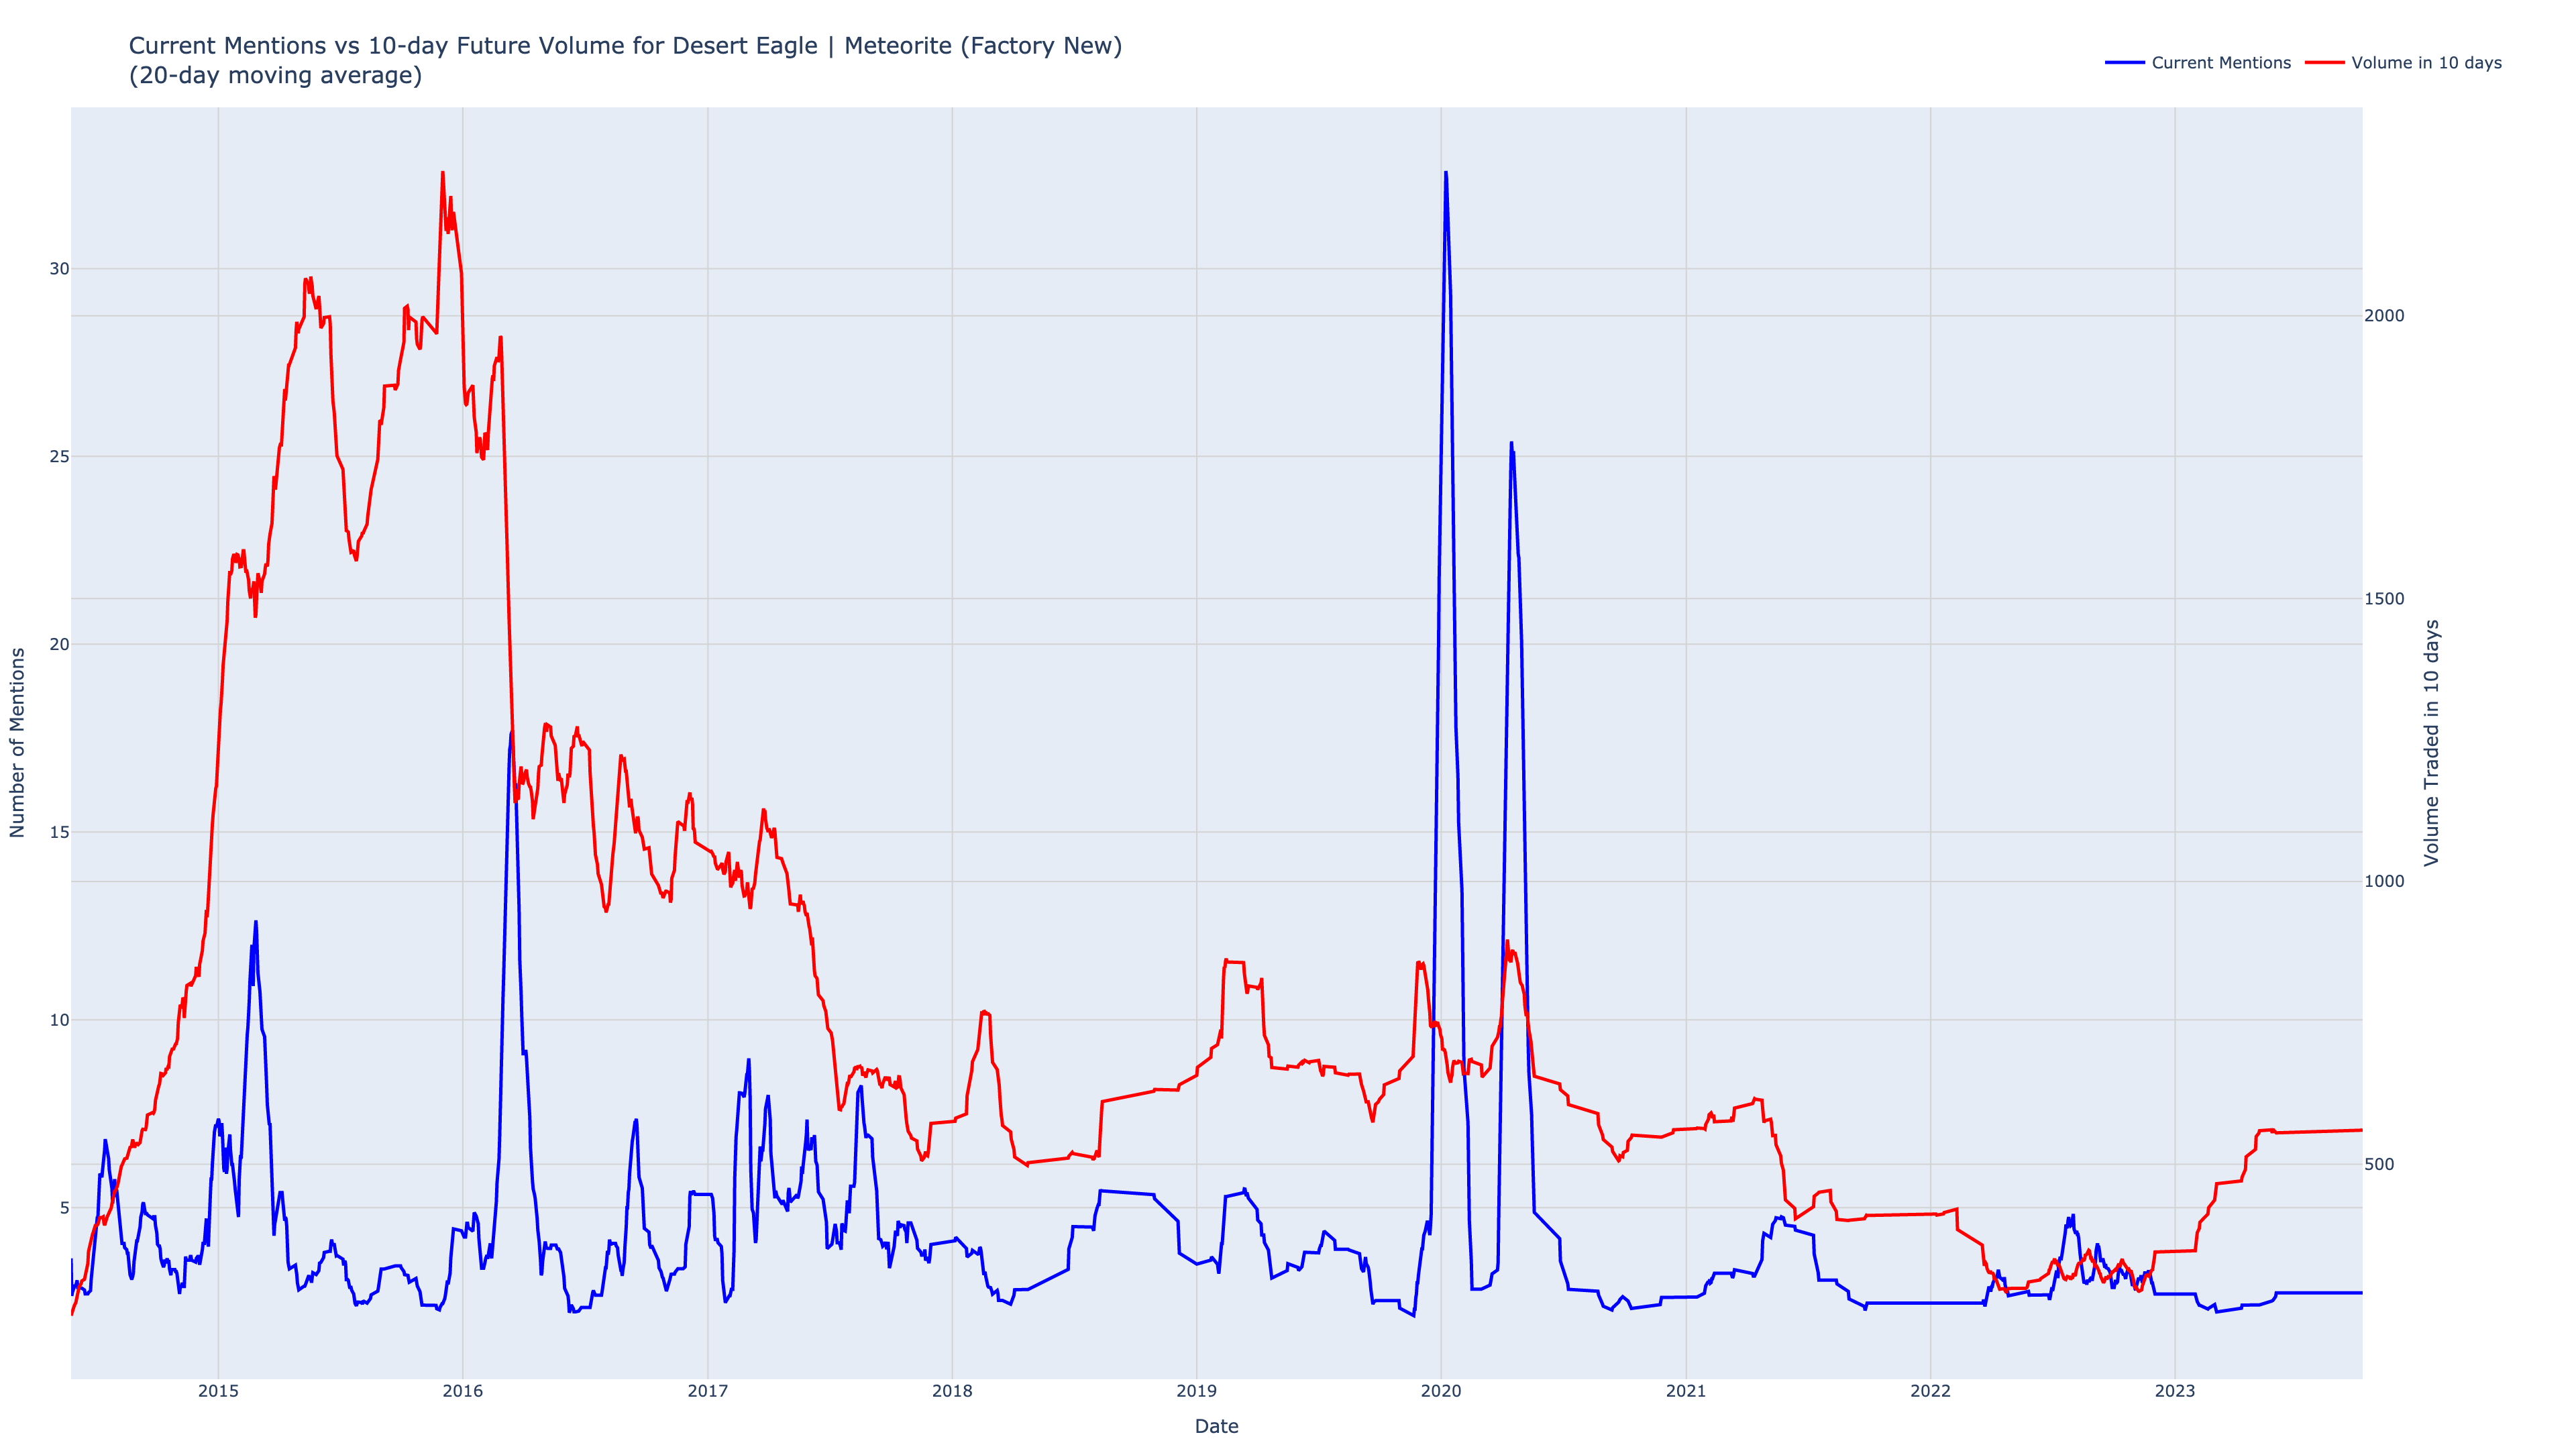 Current Mentions vs 10-day Future Volume for Desert Eagle | Meteorite (Factory New)
(20-day moving average)
Current Mentions
Volume in 10 days
30
25
20
15
10
5
Number of Mentions
2000
1500
1000
500
Volume Traded in 10 days
2015
2016
2017
2018
2019
2020
2021
2022
2023
Date